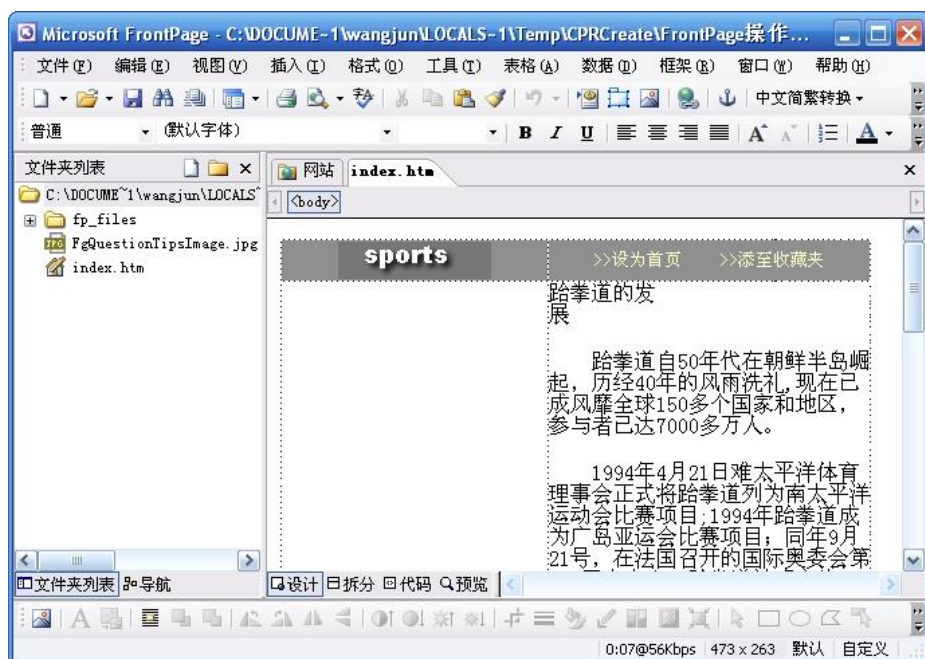 Microsoft FrontPage - C:\DOCUME~1\wangjun\LOCALS~1\Temp\CPRCreate\FrontPage操作...
文件(F) 编辑(E) 视图(V) 插入(I) 格式(O) 工具(T) 表格(A) 数据(D) 框架(R) 窗口(W) 帮助(H)
中文简繁转换
普通 (默认字体) B I U A A A
文件夹列表
网站 index.htm
C:\DOCUME~1\wangjun\LOCALS~
<body>
fp_files
FgQuestionTipsImage.jpg
index.htm
sports >>设为首页 >>添至收藏夹
跆拳道的发
展
跆拳道自50年代在朝鲜半岛崛
起，历经40年的风雨洗礼,现在已
成风靡全球150多个国家和地区，
参与者已达7000多万人。
1994年4月21日难太平洋体育
理事会正式将跆拳道列为南太平洋
运动会比赛项目;1994年跆拳道成
为广岛亚运会比赛项目；同年9月
21号，在法国召开的国际奥委会第
文件夹列表 导航 设计 拆分 代码 预览
0:07@56Kbps 473 x 263 默认 自定义